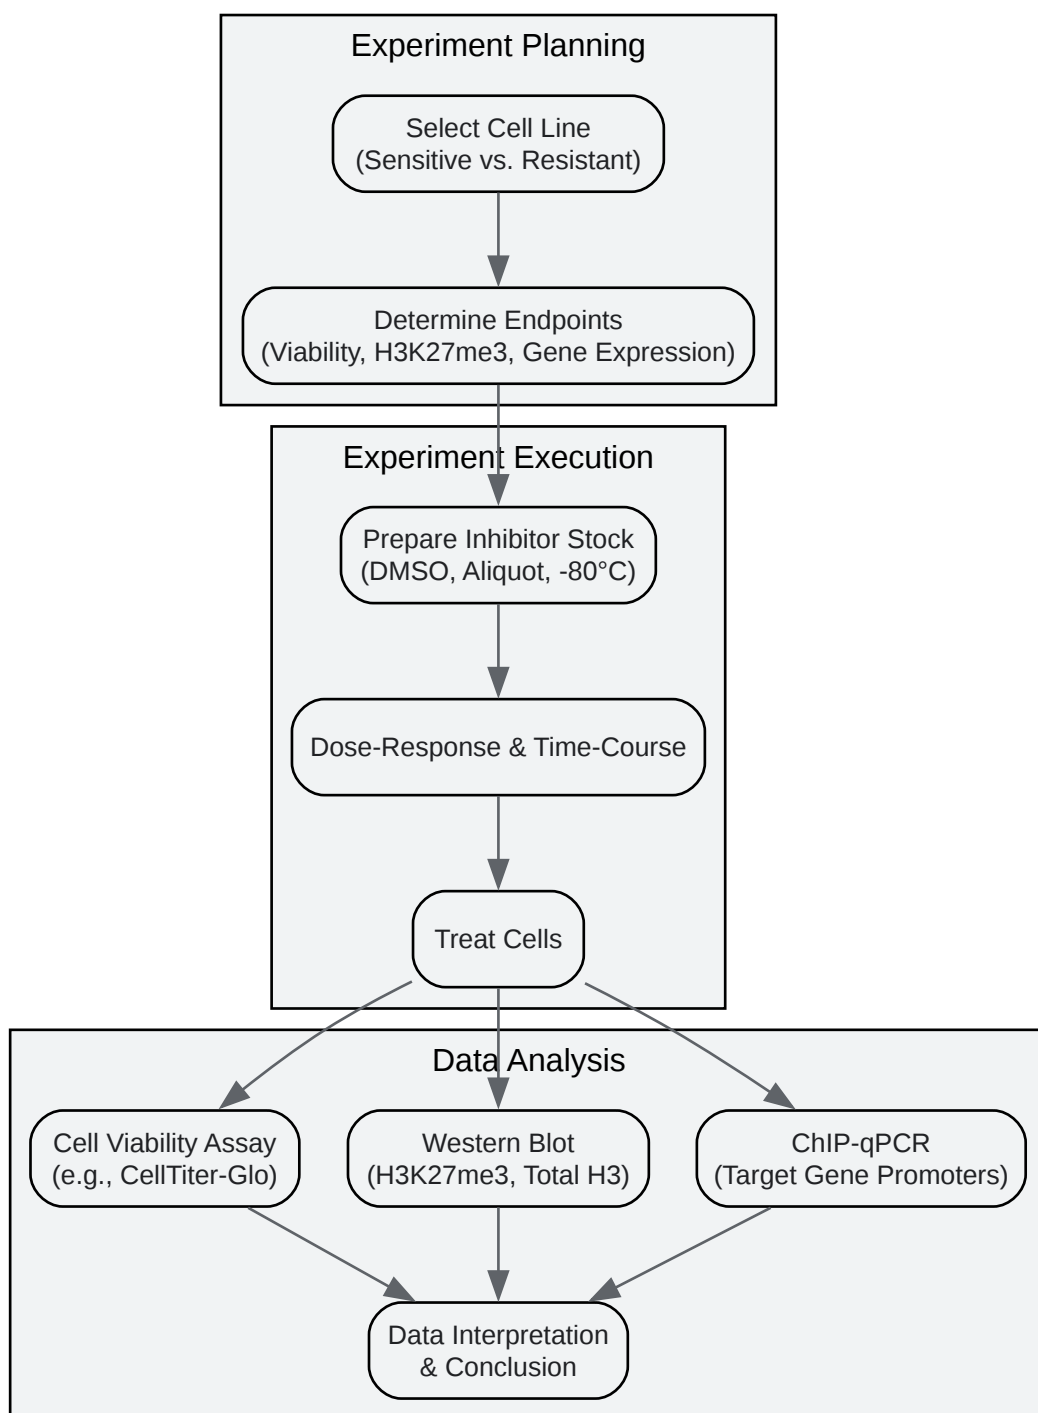 Experiment Planning
Select Cell Line
(Sensitive vs. Resistant)
Determine Endpoints
(Viability, H3K27me3, Gene Expression)
Experiment Execution
Prepare Inhibitor Stock
(DMSO, Aliquot, -80°C)
Dose-Response & Time-Course
Treat Cells
Data Analysis
Cell Viability Assay
(e.g., CellTiter-Glo)
Western Blot
(H3K27me3, Total H3)
ChIP-qPCR
(Target Gene Promoters)
Data Interpretation
& Conclusion